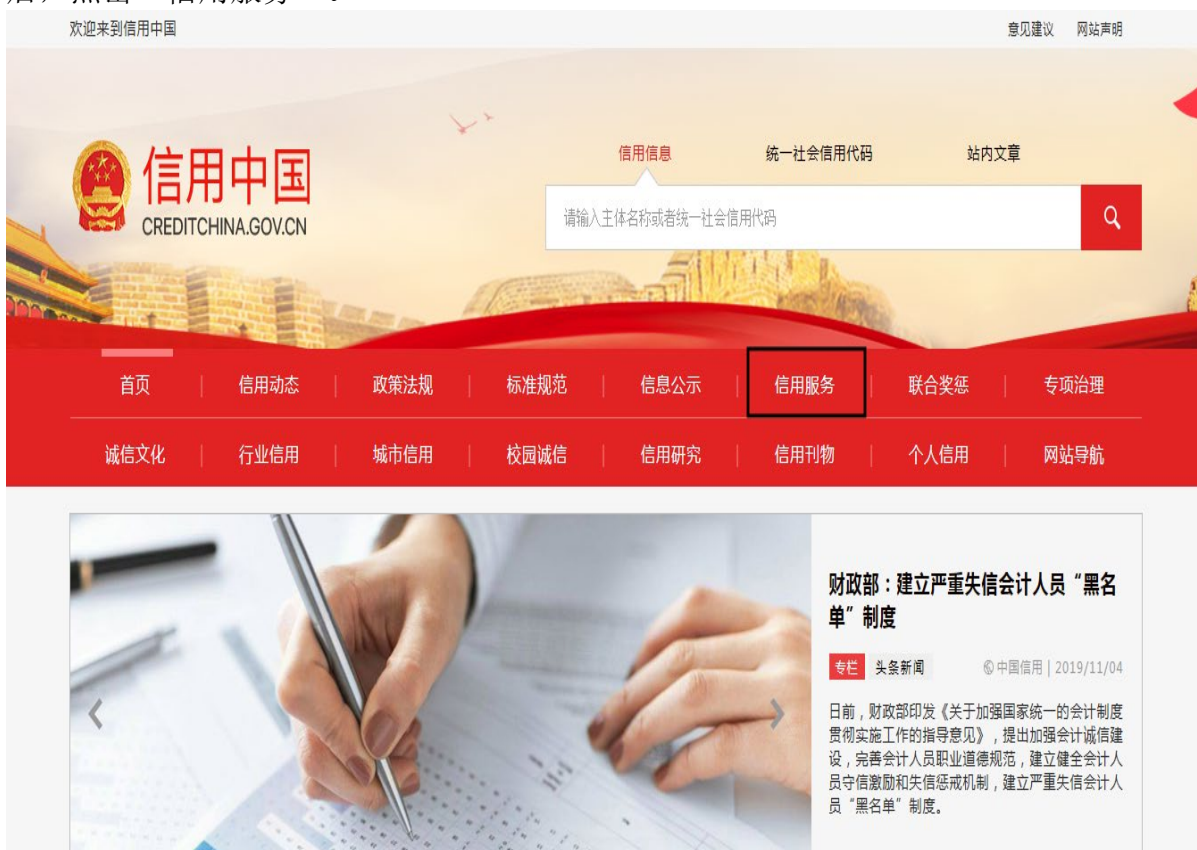 后，点击“信用服务”。
欢迎来到信用中国
意见建议 网站声明
信用中国
CREDITCHINA.GOV.CN
信用信息 统一社会信用代码 站内文章
请输入主体名称或者统一社会信用代码
首页 信用动态 政策法规 标准规范 信息公示 信用服务 联合奖惩 专项治理
诚信文化 行业信用 城市信用 校园诚信 信用研究 信用刊物 个人信用 网站导航
财政部：建立严重失信会计人员“黑名
单”制度
专栏 头条新闻 中国信用 | 2019/11/04
日前，财政部印发《关于加强国家统一的会计制度
贯彻实施工作的指导意见》，提出加强会计诚信建
设，完善会计人员职业道德规范，建立健全会计人
员守信激励和失信惩戒机制，建立严重失信会计人
员“黑名单”制度。